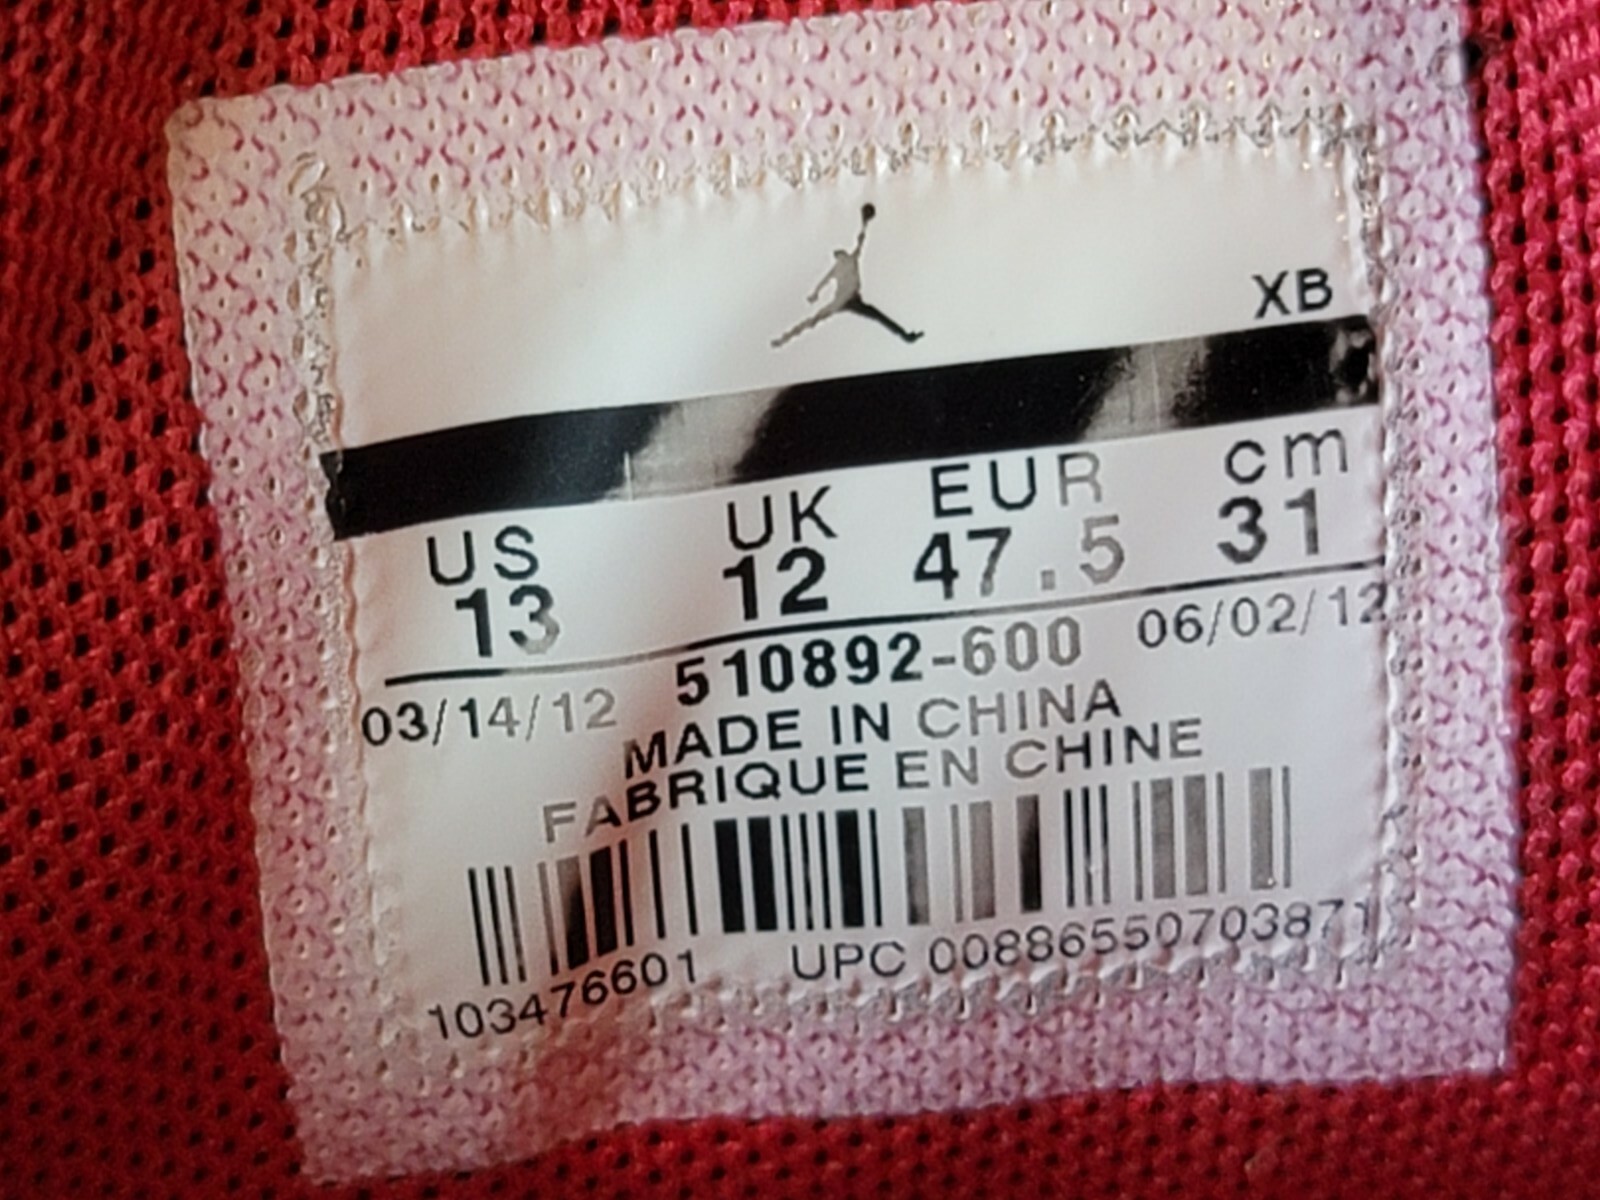 XB
US UK EUR cm
13 12 47.5 31
03/14/12 510892-600 06/02/12
MADE IN CHINA
FABRIQUE EN CHINE
103476601 UPC 00886550703871